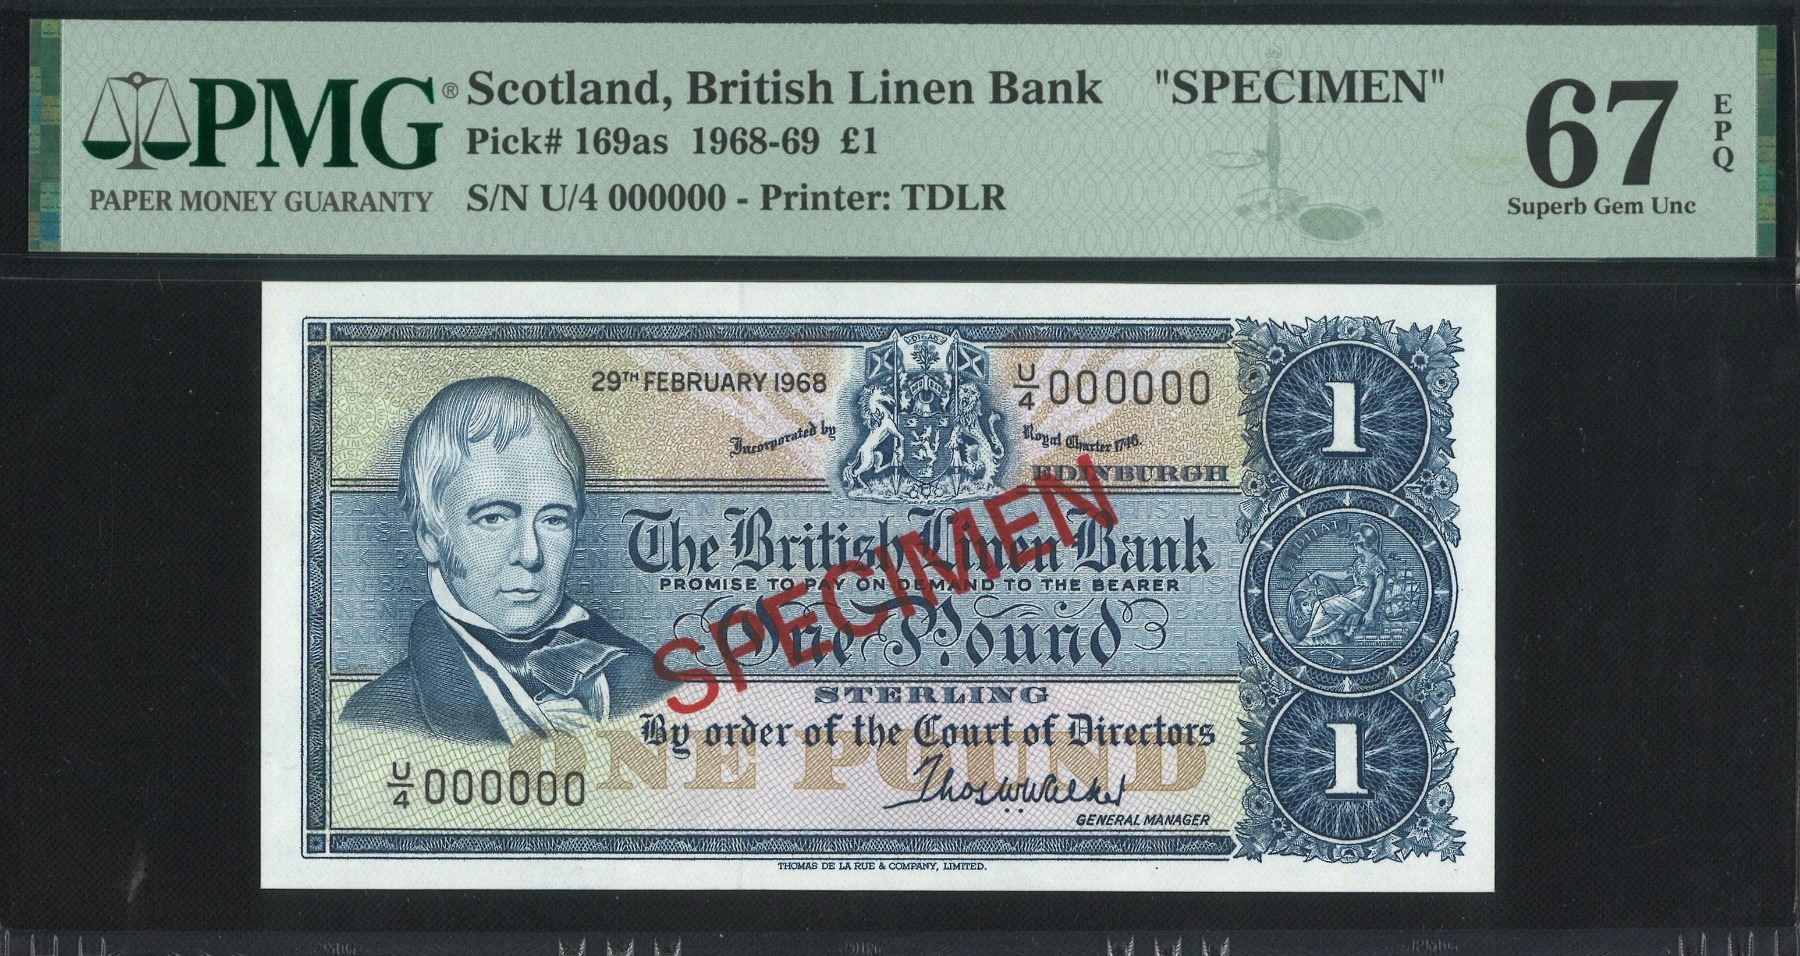 PMG® Scotland, British Linen Bank "SPECIMEN"
Pick# 169as 1968-69 £1
PAPER MONEY GUARANTY
S/N U/4 000000 - Printer: TDLR
67
EPQ
Superb Gem Unc
29TH FEBRUARY 1968
U/4 000000
Incorporated by
Royal Charter 1746.
EDINBURGH
The British Linen Bank
PROMISE TO PAY ON DEMAND TO THE BEARER
One Pound
STERLING
SPECIMEN
By order of the Court of Directors
ONE POUND
U/4 000000
Thos W Walker
GENERAL MANAGER
1
1
THOMAS DE LA RUE & COMPANY, LIMITED.